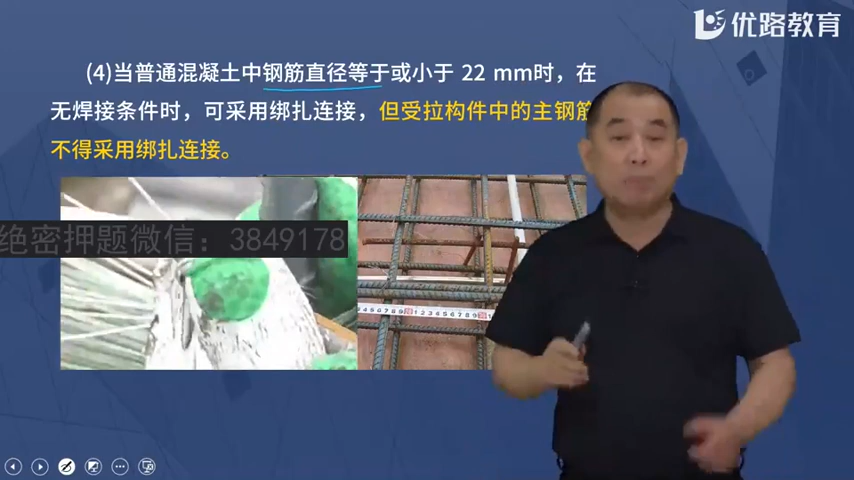 优路教育
(4)当普通混凝土中钢筋直径等于或小于 22 mm时，在
无焊接条件时，可采用绑扎连接，但受拉构件中的主钢筋
不得采用绑扎连接。
绝密押题微信：3849178